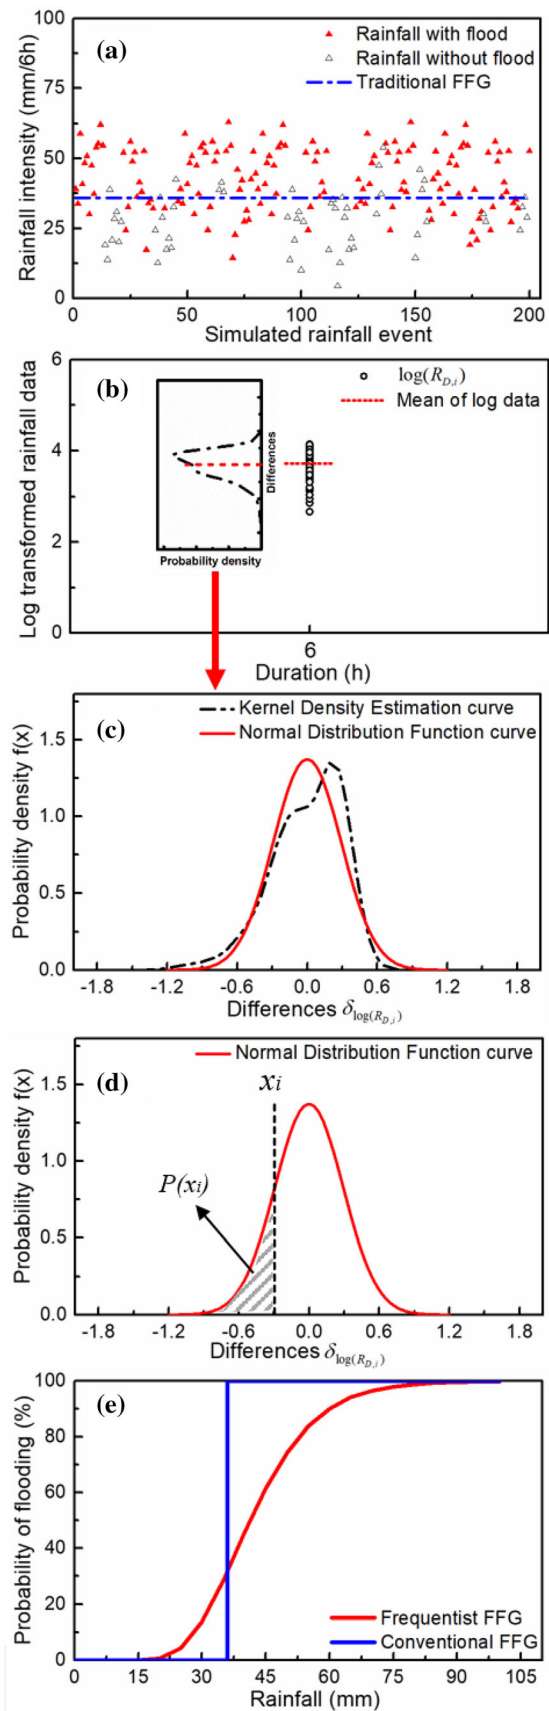 (a)
Rainfall with flood
Rainfall without flood
Traditional FFG
Rainfall intensity (mm/6h)
100
75
50
25
0
0 50 100 150 200
Simulated rainfall event
(b)
log(R_{D,i})
Mean of log data
Log transformed rainfall data
6
4
2
0
Differences
Probability density
6
Duration (h)
(c)
Kernel Density Estimation curve
Normal Distribution Function curve
Probability density f(x)
1.5
1.0
0.5
0.0
-1.8 -1.2 -0.6 0.0 0.6 1.2 1.8
Differences δ_{log(R_{D,i})}
(d)
Normal Distribution Function curve
x_i
P(x_i)
Probability density f(x)
1.5
1.0
0.5
0.0
-1.8 -1.2 -0.6 0.0 0.6 1.2 1.8
Differences δ_{log(R_{D,i})}
(e)
Probability of flooding (%)
100
80
60
40
20
0
Frequentist FFG
Conventional FFG
0 15 30 45 60 75 90 105
Rainfall (mm)